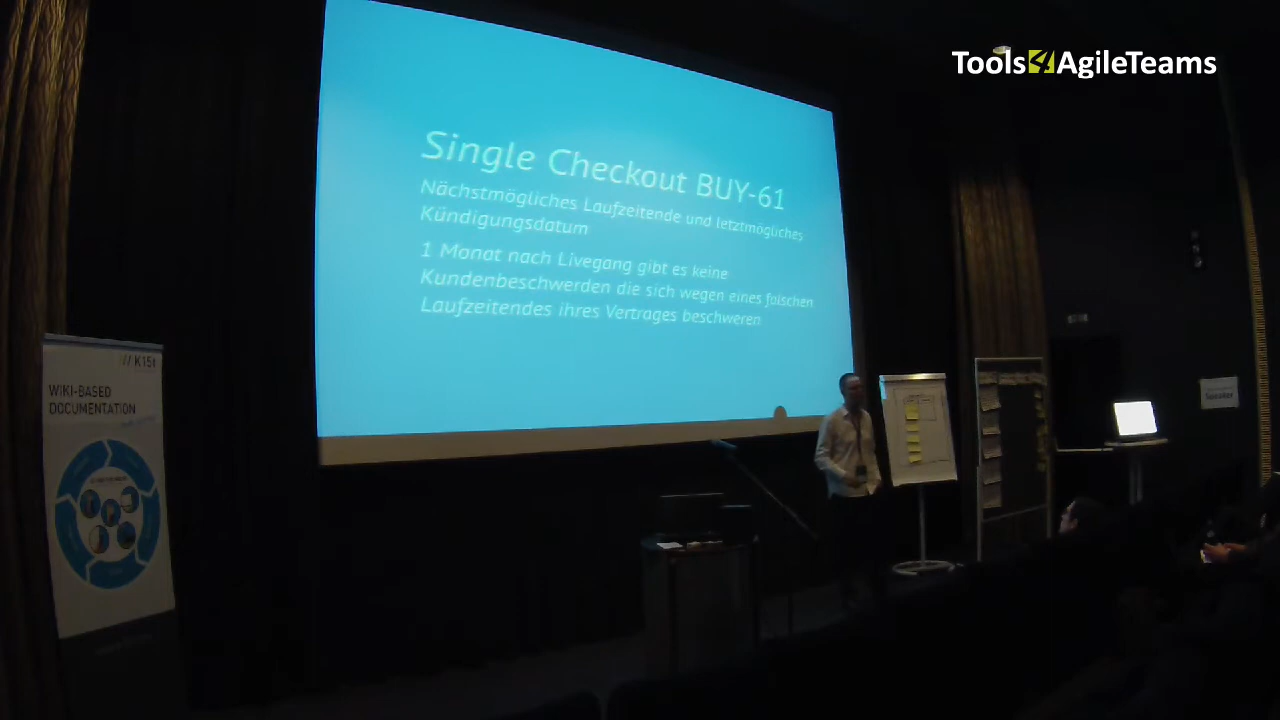 Tools4AgileTeams
Single Checkout BUY-61
Nächstmögliches Laufzeitende und letztmögliches
Kündigungsdatum
1 Monat nach Livegang gibt es keine
Kundenbeschwerden die sich wegen eines falschen
Laufzeitendes ihres Vertrages beschweren
/// K15t
WIKI-BASED
DOCUMENTATION